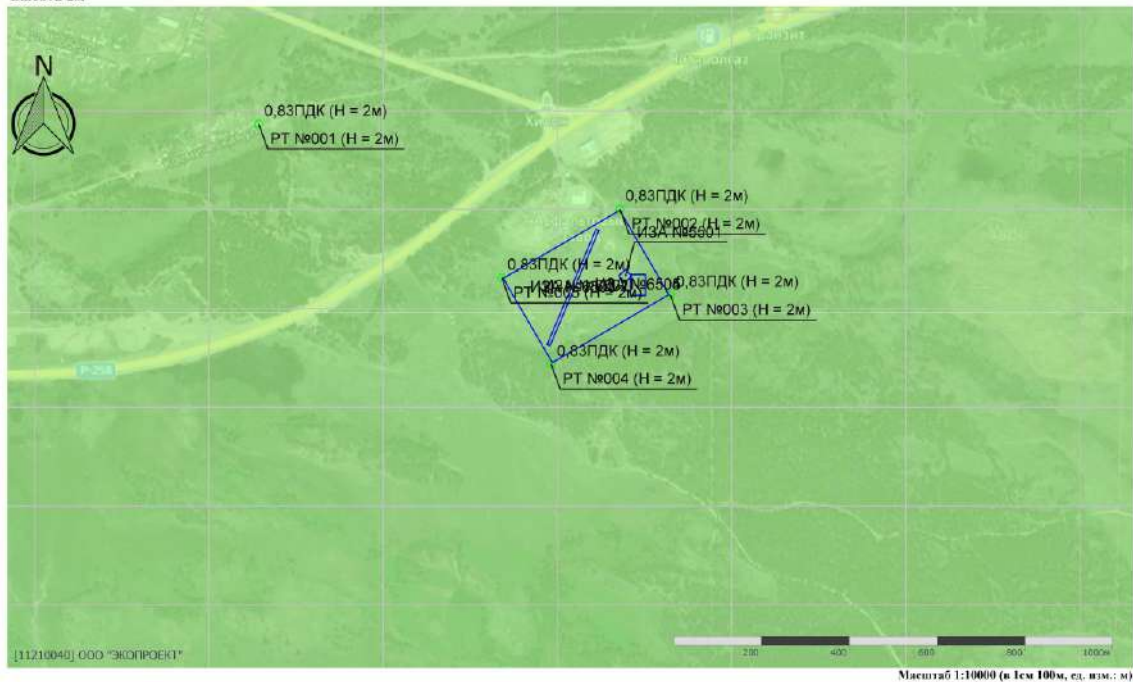 N
0,83ПДК (Н = 2м)
РТ №001 (Н = 2м)
0,83ПДК (Н = 2м)
РТ №002 (Н = 2м)
0,83ПДК (Н = 2м)
0,83ПДК (Н = 2м)
РТ №003 (Н = 2м)
0,83ПДК (Н = 2м)
РТ №004 (Н = 2м)
Р-258
[11210040] ООО "ЭКОПРОЕКТ"
200 400 600 800 1000м
Масштаб 1:10000 (в 1см 100м, ед. изм.: м)